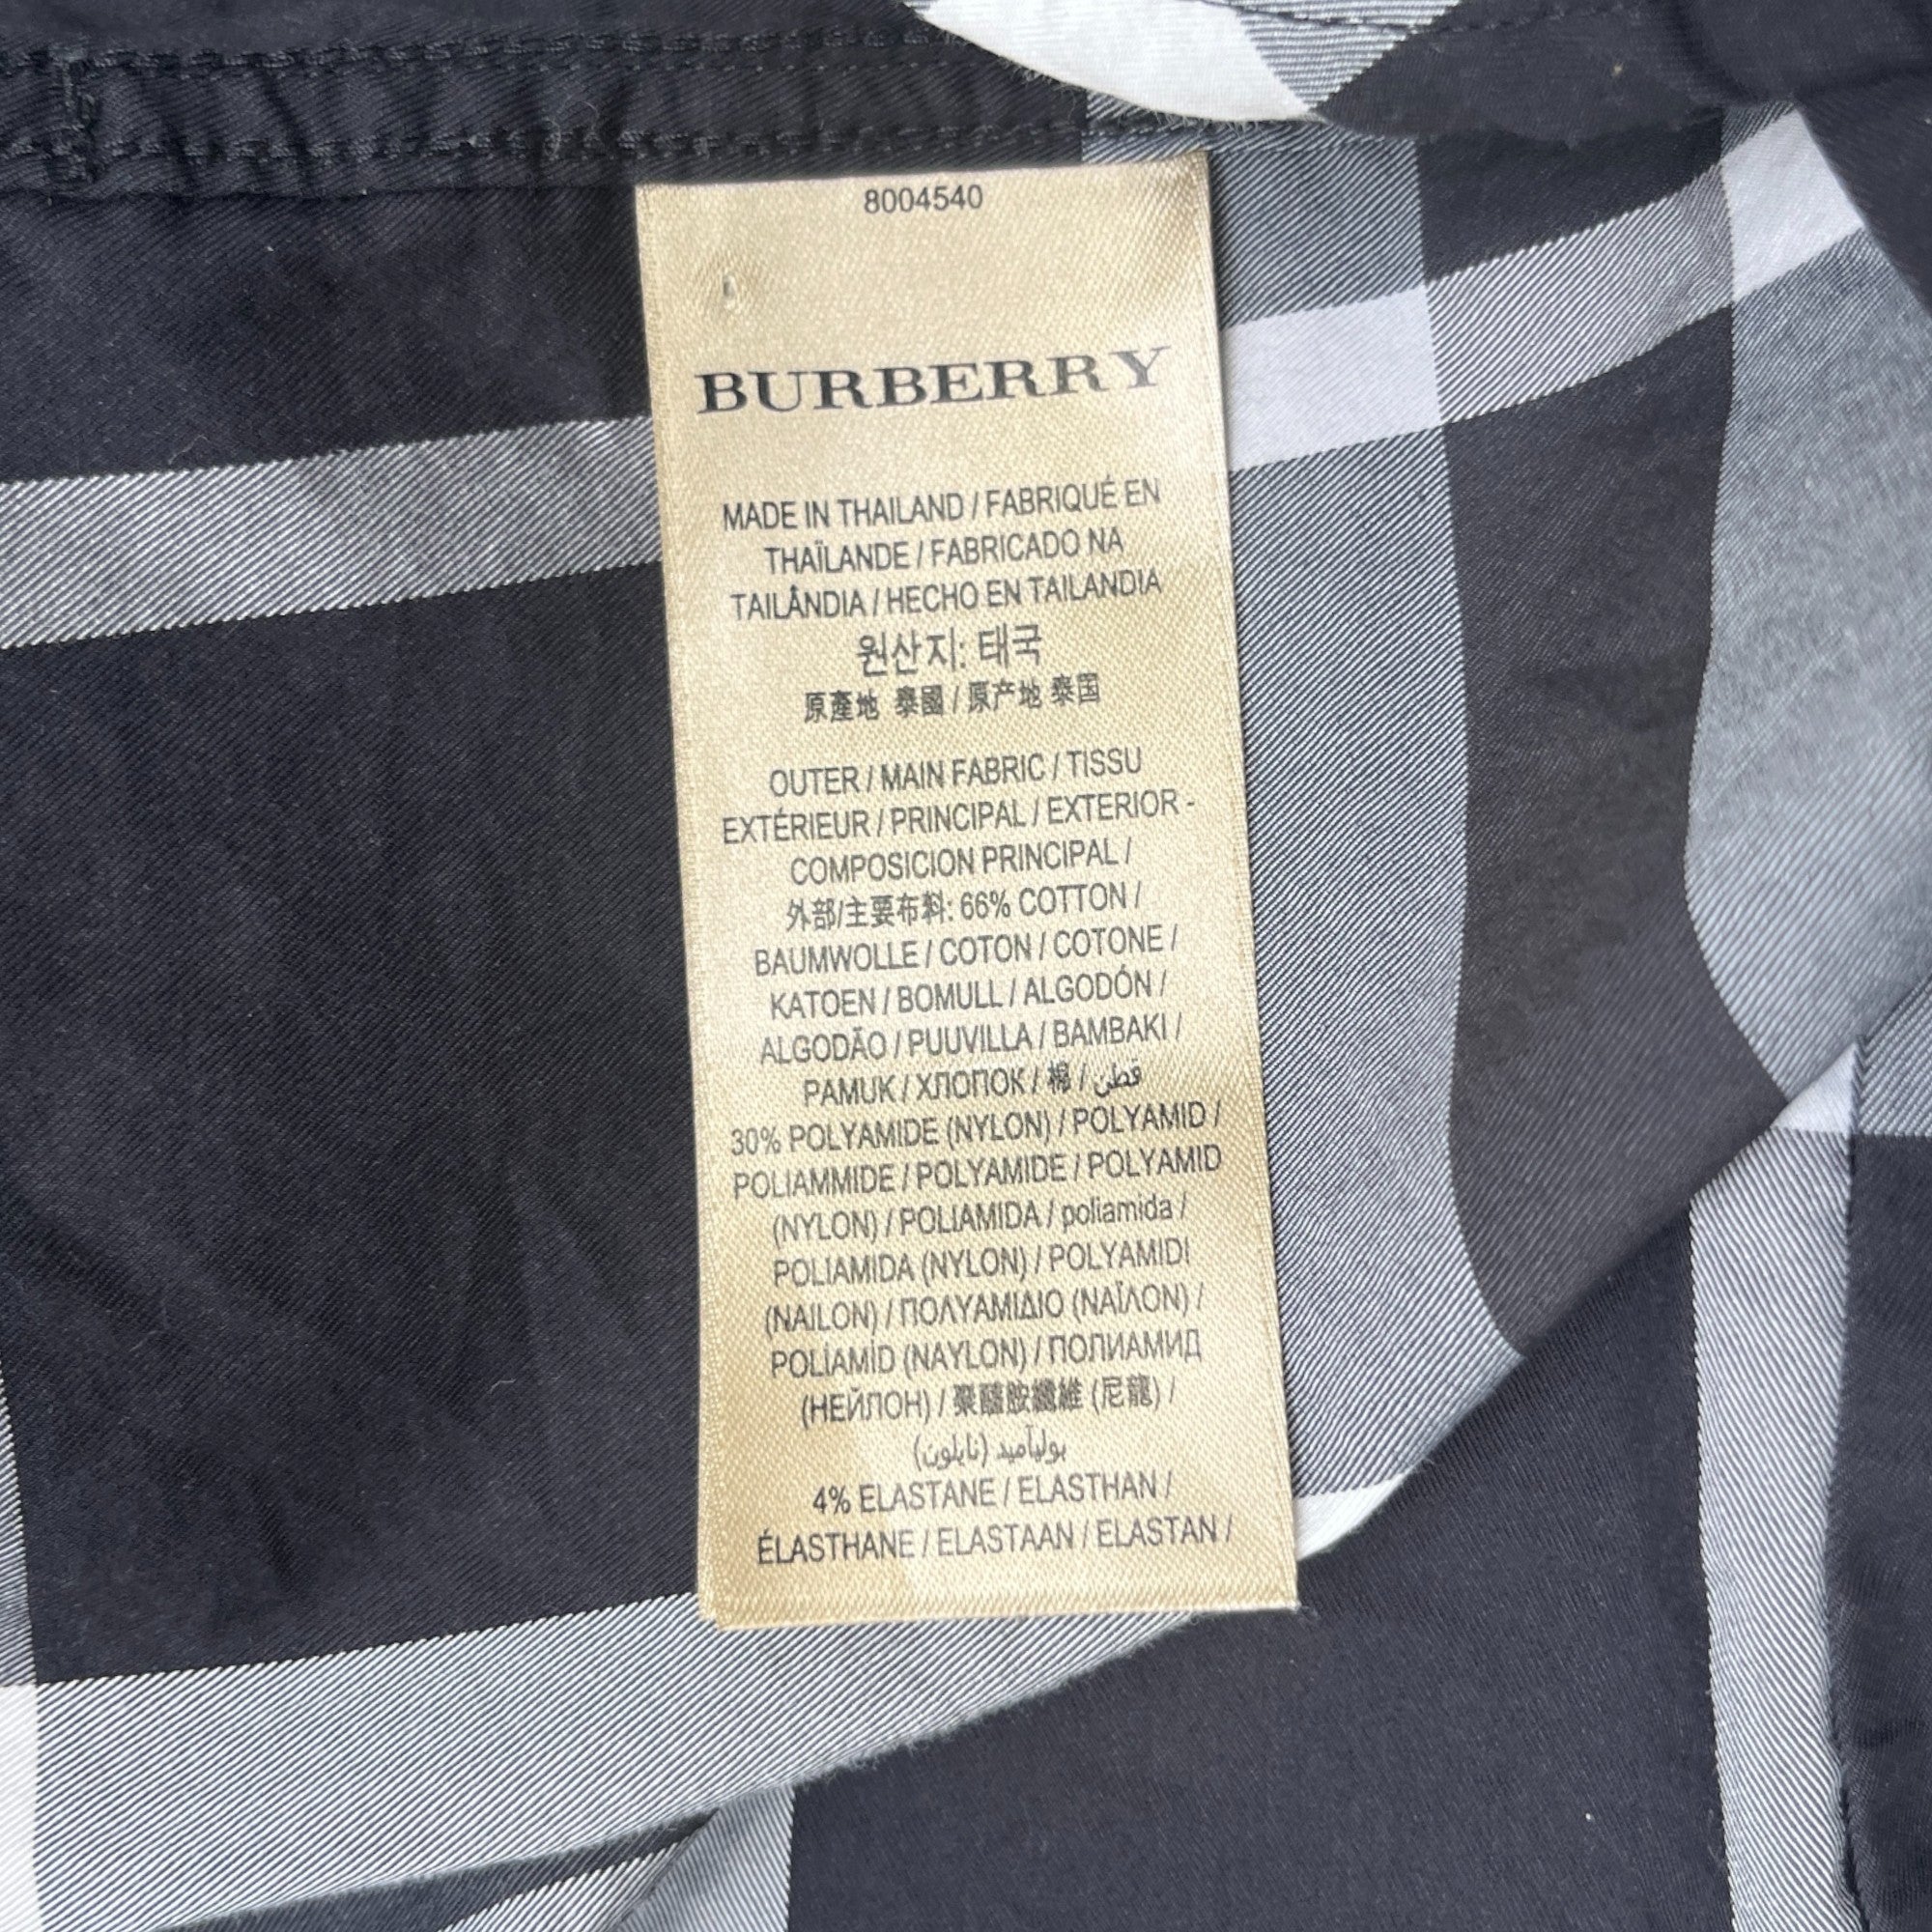 8004540
BURBERRY
MADE IN THAILAND / FABRIQUÉ EN
THAÏLANDE / FABRICADO NA
TAILÂNDIA / HECHO EN TAILANDIA
원산지: 태국
原產地 泰國 / 原产地 泰国
OUTER / MAIN FABRIC / TISSU
EXTÉRIEUR / PRINCIPAL / EXTERIOR -
COMPOSICION PRINCIPAL /
外部/主要布料: 66% COTTON /
BAUMWOLLE / COTON / COTONE /
KATOEN / BOMULL / ALGODÓN /
ALGODÃO / PUUVILLA / BAMBAKI /
PAMUK / ХЛОПОК / 棉 / قطن
30% POLYAMIDE (NYLON) / POLYAMID /
POLIAMMIDE / POLYAMIDE / POLYAMID
(NYLON) / POLIAMIDA / poliamida /
POLIAMIDA (NYLON) / POLYAMIDI
(NAILON) / ΠΟΛΥΑΜΙΔΙΟ (ΝΑΪΛΟΝ) /
POLİAMİD (NAYLON) / ПОЛИАМИД
(НЕЙЛОН) / 聚醯胺纖維 (尼龍) /
بوليآميد (نايلون)
4% ELASTANE / ELASTHAN /
ÉLASTHANE / ELASTAAN / ELASTAN /